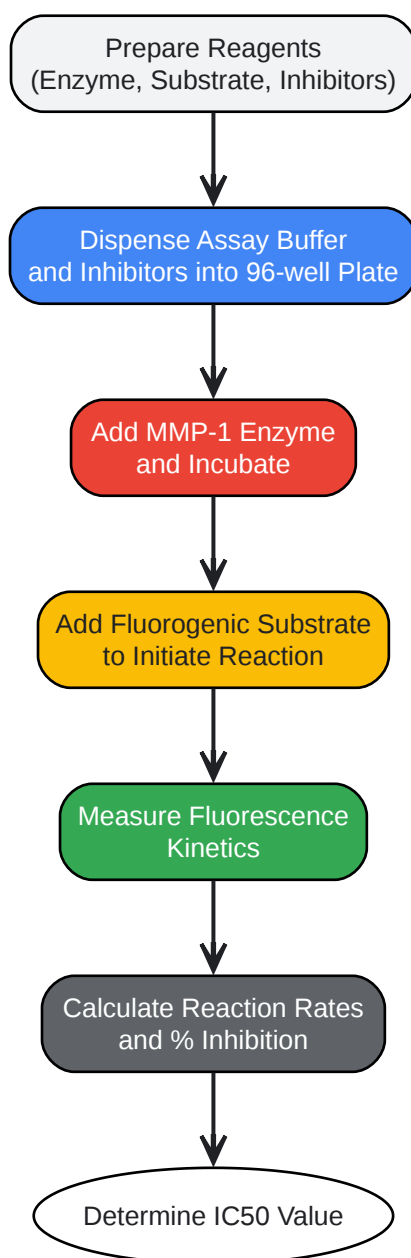 Prepare Reagents
(Enzyme, Substrate, Inhibitors)
Dispense Assay Buffer
and Inhibitors into 96-well Plate
Add MMP-1 Enzyme
and Incubate
Add Fluorogenic Substrate
to Initiate Reaction
Measure Fluorescence
Kinetics
Calculate Reaction Rates
and % Inhibition
Determine IC50 Value